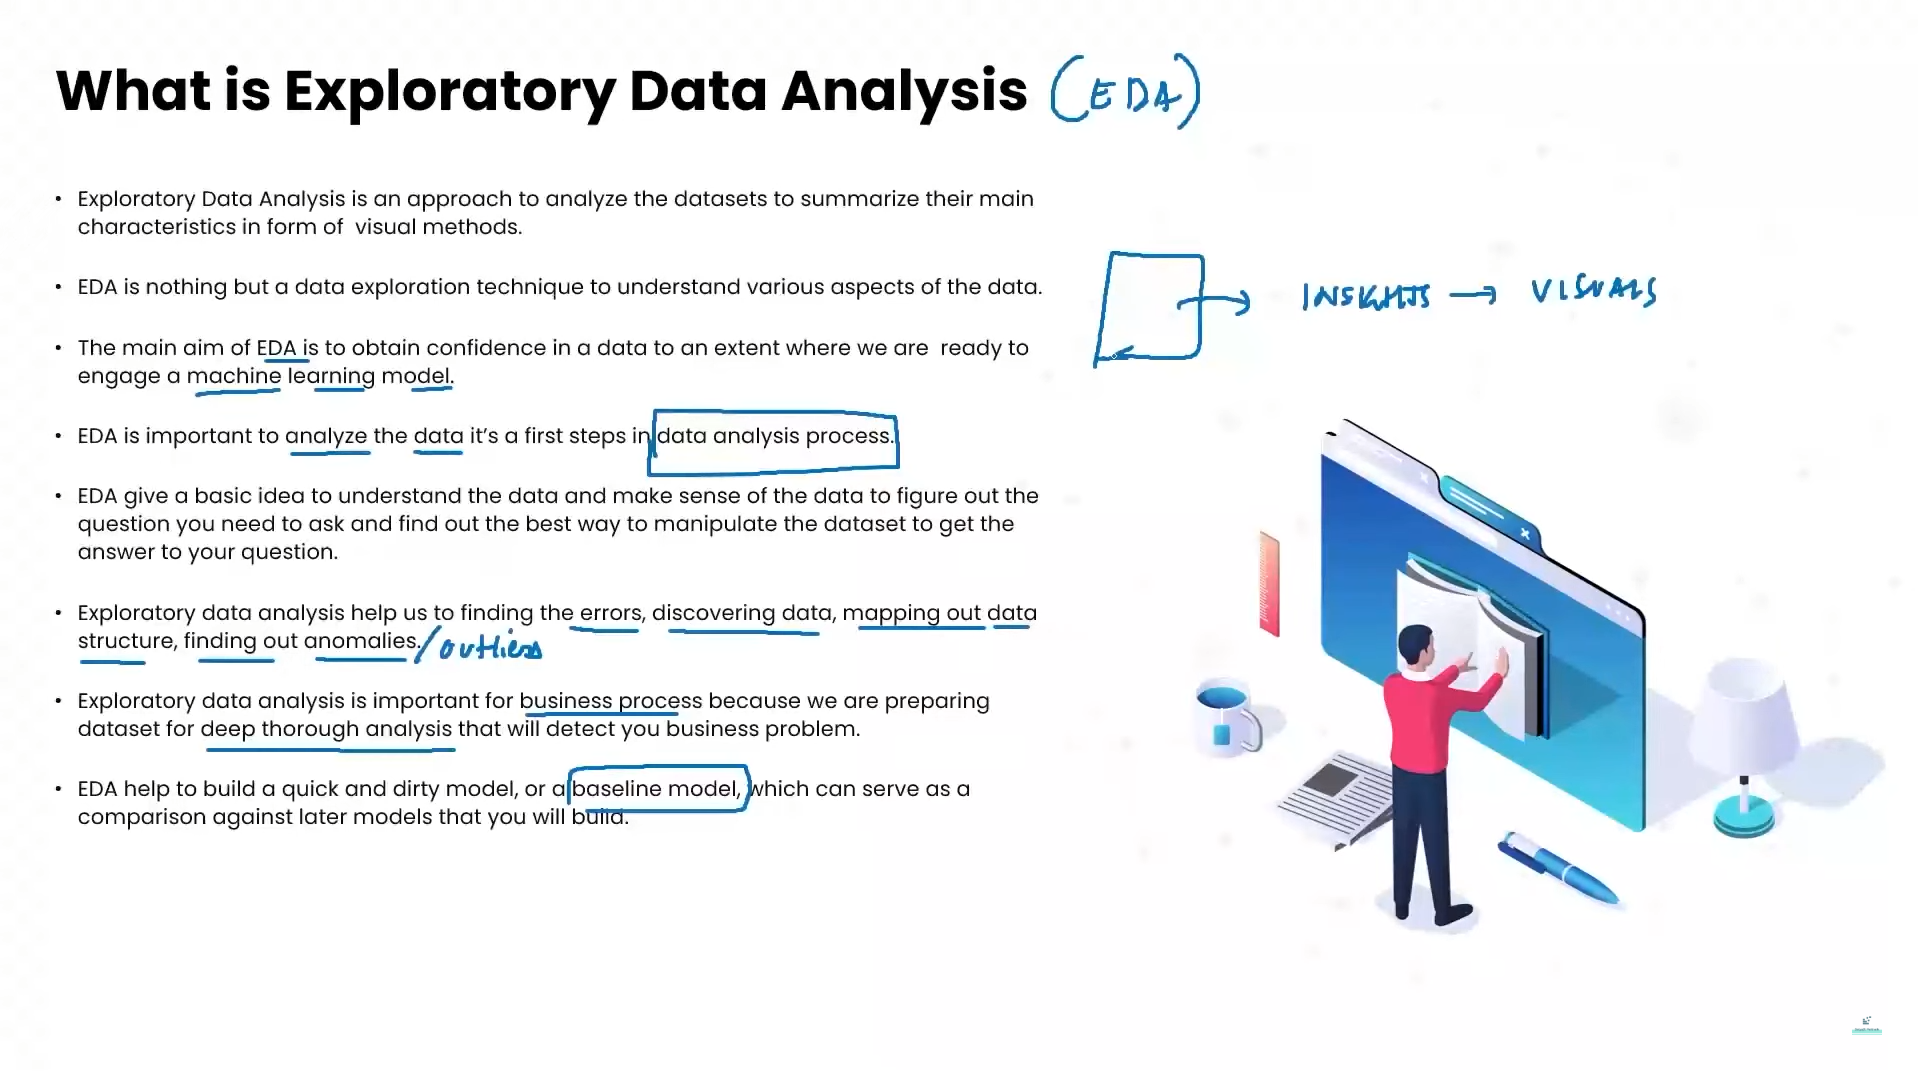 What is Exploratory Data Analysis (EDA)
• Exploratory Data Analysis is an approach to analyze the datasets to summarize their main
characteristics in form of visual methods.
• EDA is nothing but a data exploration technique to understand various aspects of the data.
INSIGHTS → VISUALS
• The main aim of EDA is to obtain confidence in a data to an extent where we are ready to
engage a machine learning model.
• EDA is important to analyze the data it's a first steps in data analysis process.
• EDA give a basic idea to understand the data and make sense of the data to figure out the
question you need to ask and find out the best way to manipulate the dataset to get the
answer to your question.
• Exploratory data analysis help us to finding the errors, discovering data, mapping out data
structure, finding out anomalies. / outliers
• Exploratory data analysis is important for business process because we are preparing
dataset for deep thorough analysis that will detect you business problem.
• EDA help to build a quick and dirty model, or a baseline model, which can serve as a
comparison against later models that you will build.